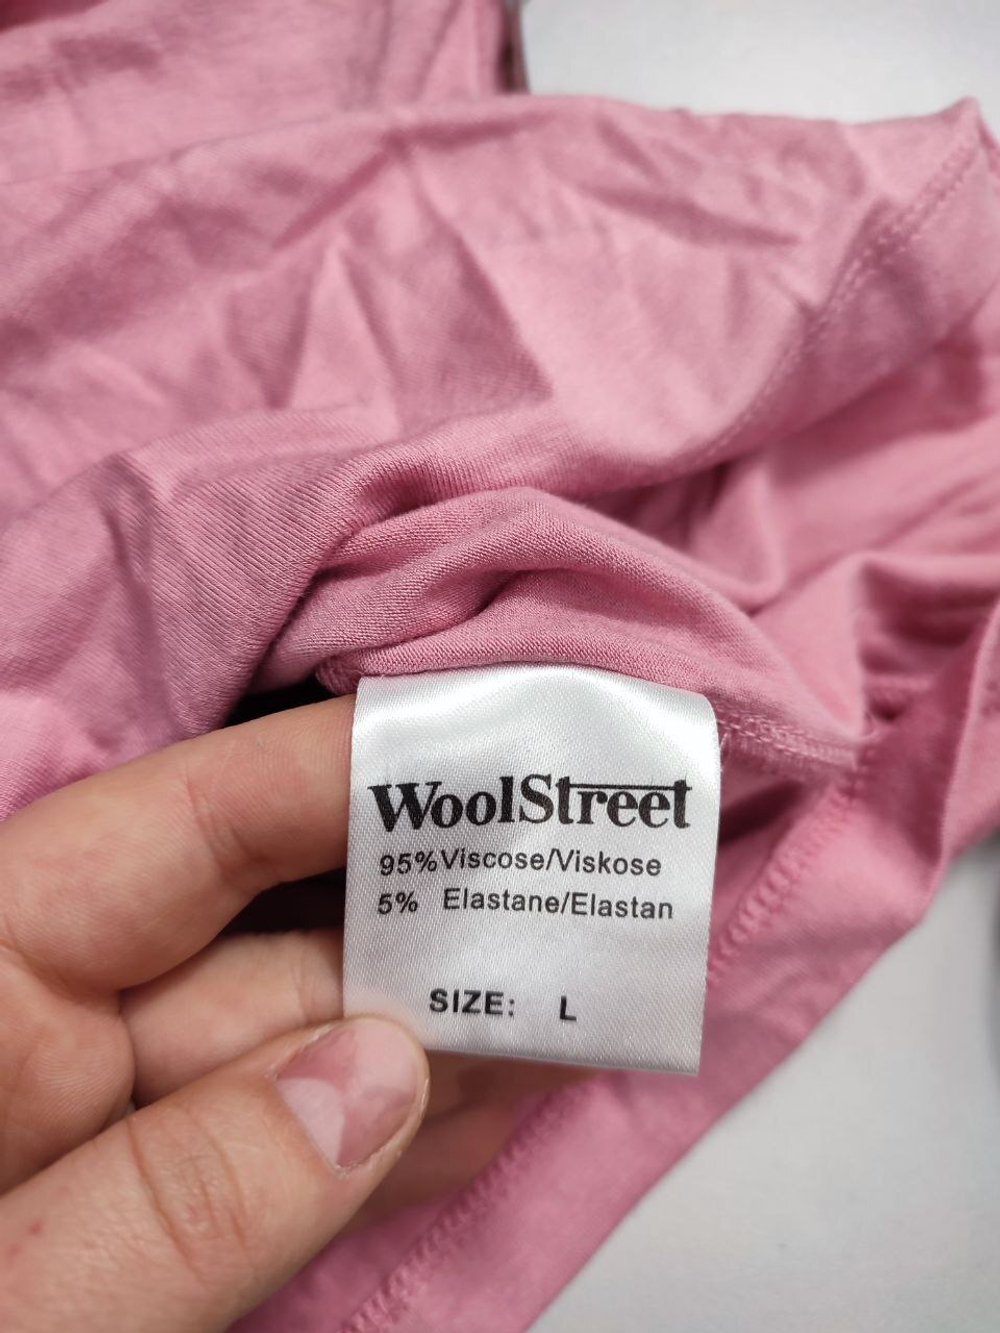 WoolStreet
95% Viscose/Viskose
5% Elastane/Elastan
SIZE: L